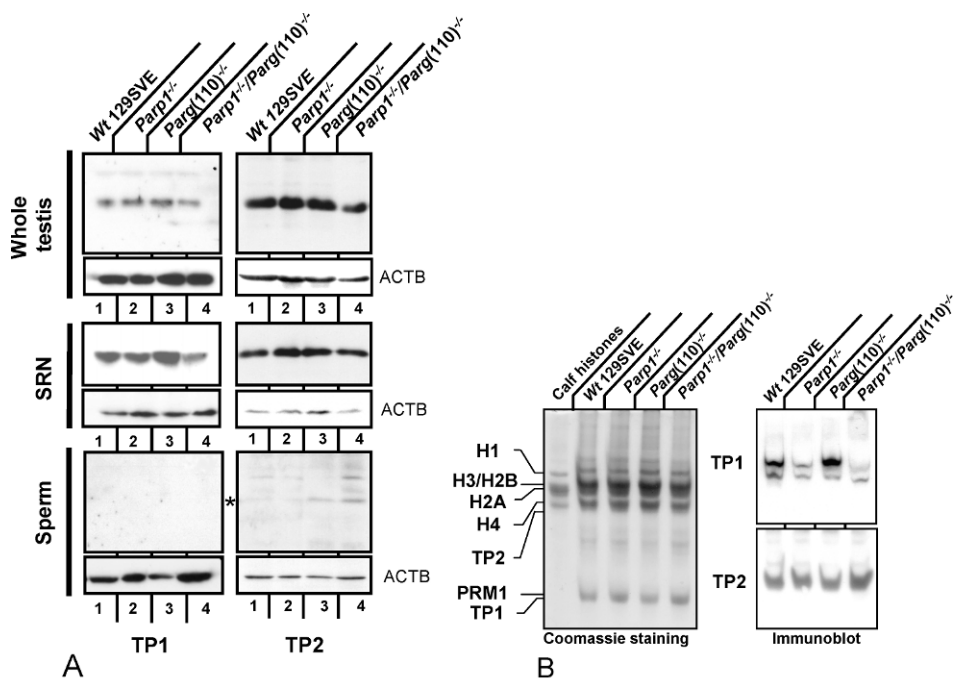 Wt 129SVE
Parp1-/-
Parg(110)-/-
Parp1-/-/Parg(110)-/-
Wt 129SVE
Parp1-/-
Parg(110)-/-
Parp1-/-/Parg(110)-/-
Whole testis
ACTB
1 2 3 4 1 2 3 4
SRN
ACTB
1 2 3 4 1 2 3 4
Sperm
*
ACTB
1 2 3 4 1 2 3 4
TP1 TP2
A
Calf histones
Wt 129SVE
Parp1-/-
Parg(110)-/-
Parp1-/-/Parg(110)-/-
H1
H3/H2B
H2A
H4
TP2
PRM1
TP1
Coomassie staining
Wt 129SVE
Parp1-/-
Parg(110)-/-
Parp1-/-/Parg(110)-/-
TP1
TP2
Immunoblot
B